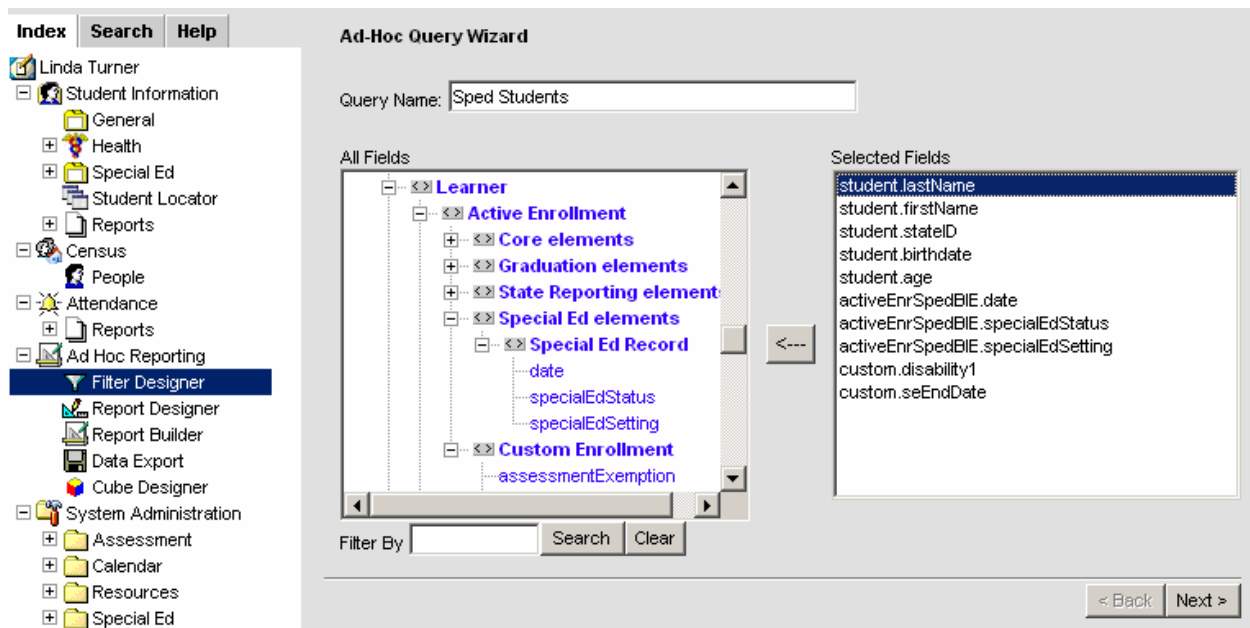 Index Search Help
Linda Turner
Student Information
General
Health
Special Ed
Student Locator
Reports
Census
People
Attendance
Reports
Ad Hoc Reporting
Filter Designer
Report Designer
Report Builder
Data Export
Cube Designer
System Administration
Assessment
Calendar
Resources
Special Ed
Ad-Hoc Query Wizard
Query Name: Sped Students
All Fields
Learner
Active Enrollment
Core elements
Graduation elements
State Reporting element
Special Ed elements
Special Ed Record
date
specialEdStatus
specialEdSetting
Custom Enrollment
assessmentExemption
Filter By Search Clear
<---
Selected Fields
student.lastName
student.firstName
student.stateID
student.birthdate
student.age
activeEnrSpedBIE.date
activeEnrSpedBIE.specialEdStatus
activeEnrSpedBIE.specialEdSetting
custom.disability1
custom.seEndDate
< Back Next >